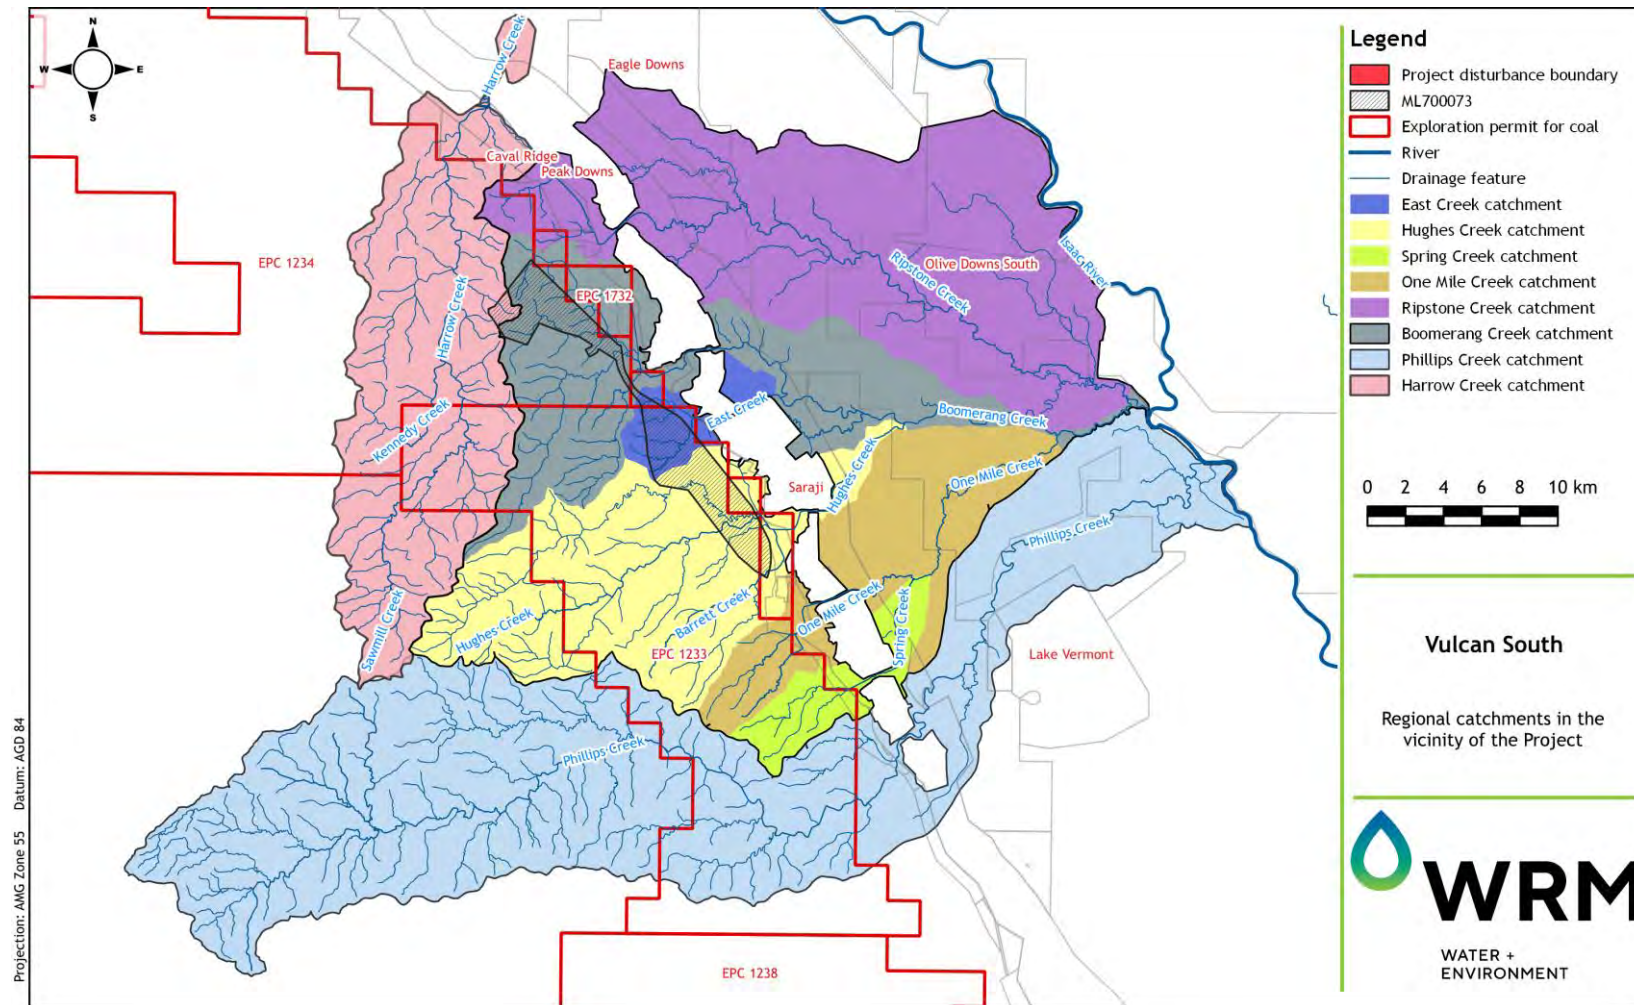 N
W
E
S
Harrow Creek
Eagle Downs
Caval Ridge
Peak Downs
EPC 1234
Isaac River
Olive Downs South
Ripstone Creek
EPC 1732
Harrow Creek
East Creek
Boomerang Creek
Kennedy Creek
Hughes Creek
One Mile Creek
Saraji
Phillips Creek
One Mile Creek
Barrett Creek
Hughes Creek
Spring Creek
Sawmill Creek
EPC 1233
Lake Vermont
Phillips Creek
EPC 1238
Projection: AMG Zone 55 Datum: AGD 84
Legend
Project disturbance boundary
ML700073
Exploration permit for coal
River
Drainage feature
East Creek catchment
Hughes Creek catchment
Spring Creek catchment
One Mile Creek catchment
Ripstone Creek catchment
Boomerang Creek catchment
Phillips Creek catchment
Harrow Creek catchment
0 2 4 6 8 10 km
Vulcan South
Regional catchments in the
vicinity of the Project
WRM
WATER +
ENVIRONMENT